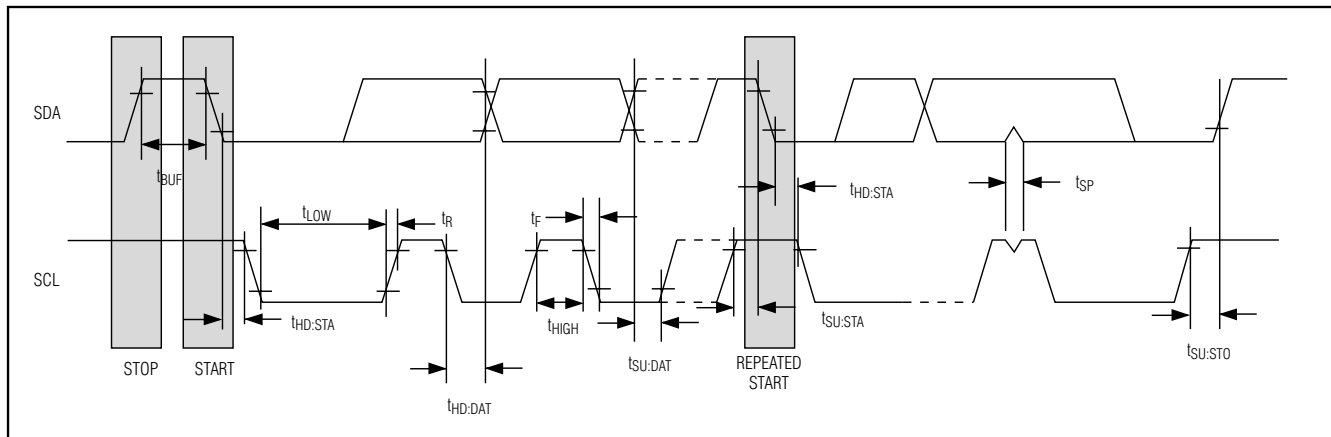 SDA
tBUF
tHD:STA
tSP
tLOW
tR
tF
SCL
tHD:STA
tHIGH
tSU:STA
tSU:DAT
tSU:STO
STOP
START
REPEATED
START
tHD:DAT